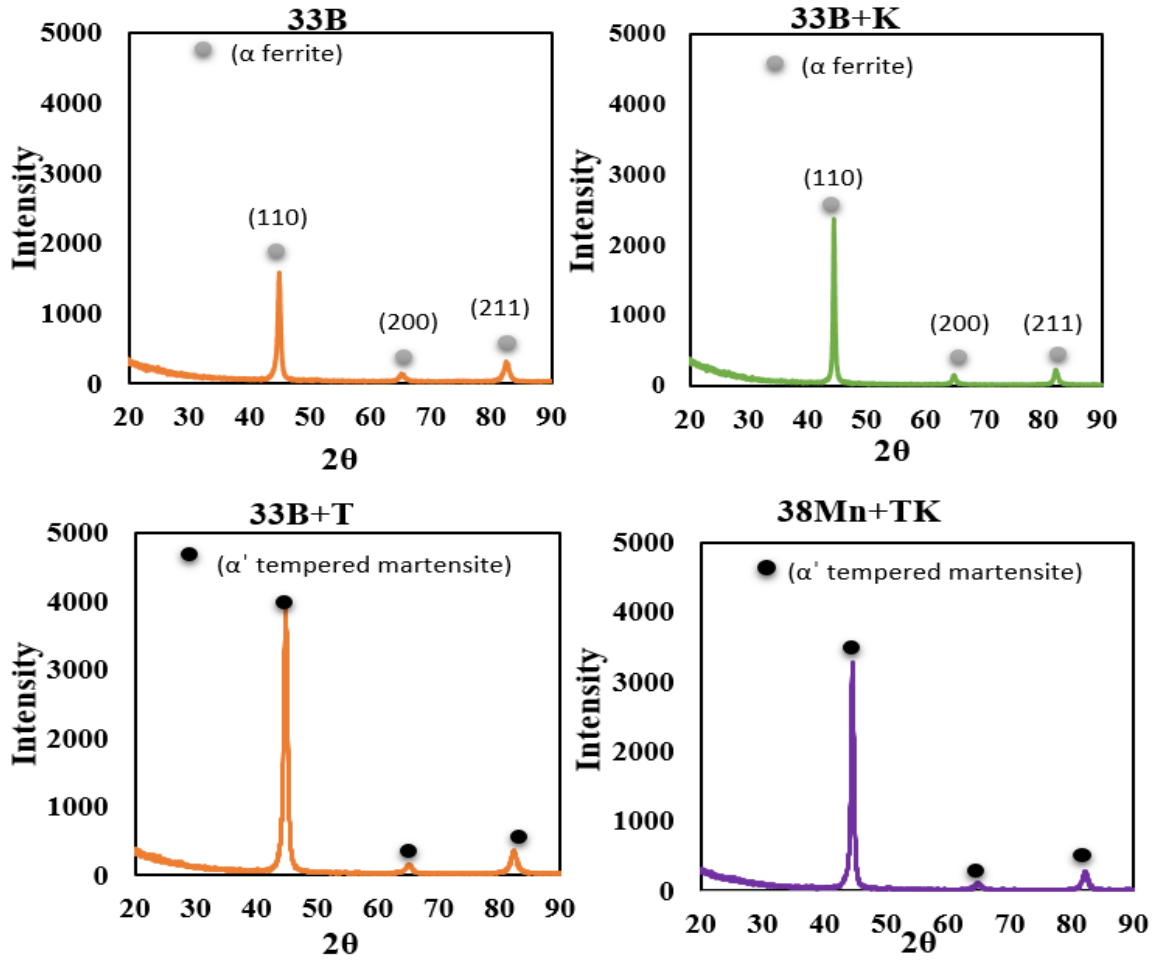 33B
5000
4000
3000
2000
1000
0
Intensity
(α ferrite)
(110)
(200)
(211)
20 30 40 50 60 70 80 90
2θ
33B+K
5000
4000
3000
2000
1000
0
Intensity
(α ferrite)
(110)
(200)
(211)
20 30 40 50 60 70 80 90
2θ
33B+T
5000
4000
3000
2000
1000
0
Intensity
(α' tempered martensite)
20 30 40 50 60 70 80 90
2θ
38Mn+TK
5000
4000
3000
2000
1000
0
Intensity
(α' tempered martensite)
20 30 40 50 60 70 80 90
2θ